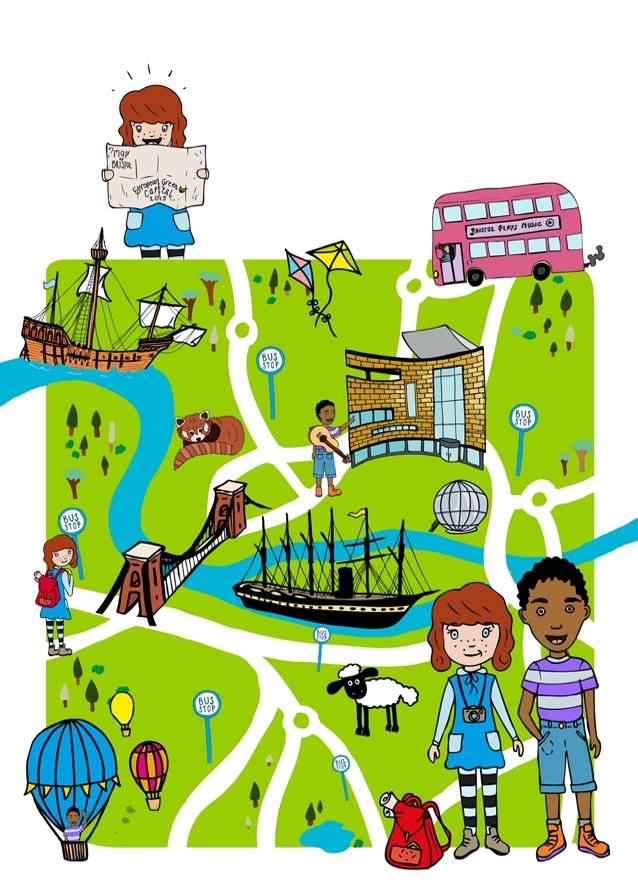 Map
of
BRISTOL
European Green
Capital
2015
BRISTOL PLAYS MUSIC
BUS
STOP
BUS
STOP
BUS
STOP
BUS
STOP
BUS
STOP
BUS
STOP